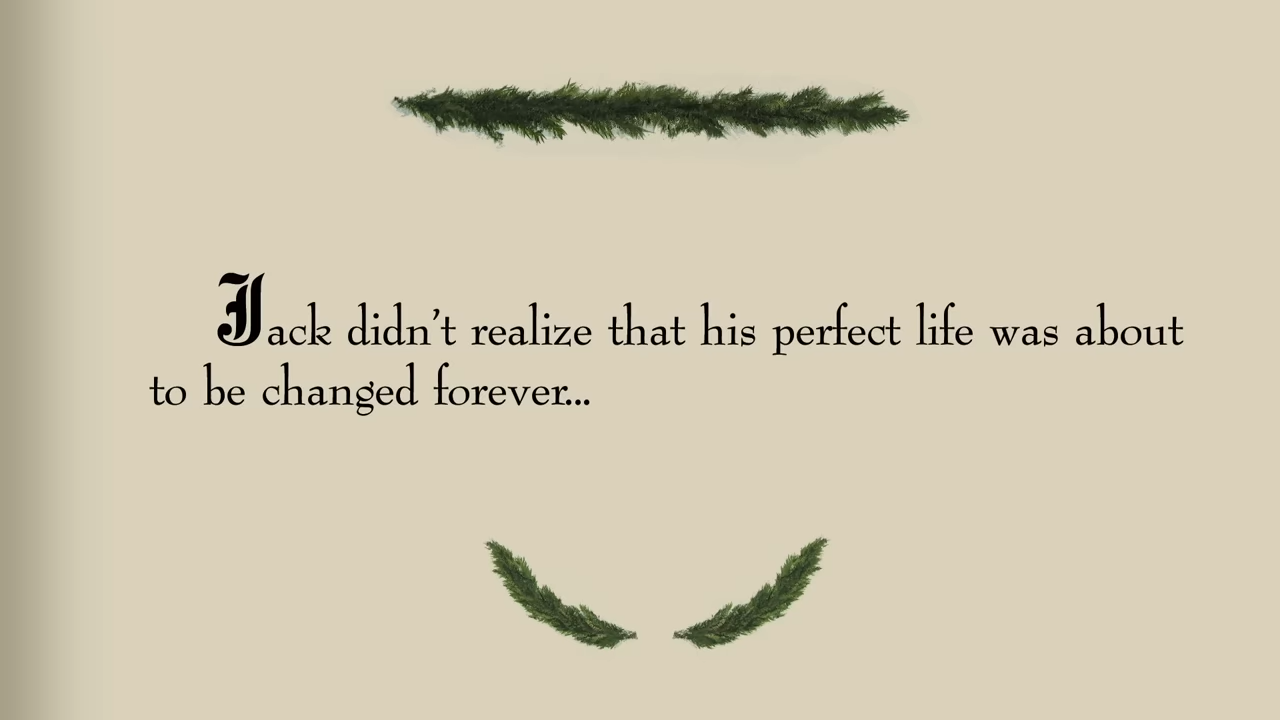 Jack didn't realize that his perfect life was about
to be changed forever...